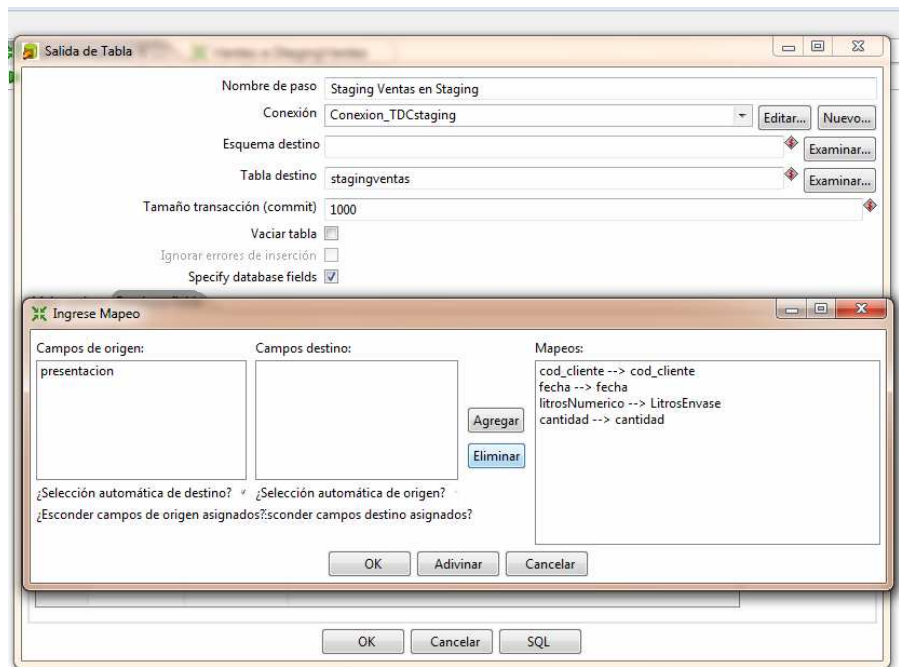 Salida de Tabla
Nombre de paso Staging Ventas en Staging
Conexión Conexion_TDCstaging Editar... Nuevo...
Esquema destino Examinar...
Tabla destino stagingventas Examinar...
Tamaño transacción (commit) 1000
Vaciar tabla
Ignorar errores de inserción
Specify database fields
Ingrese Mapeo
Campos de origen: Campos destino: Mapeos:
presentacion
cod_cliente --> cod_cliente
fecha --> fecha
litrosNumerico --> LitrosEnvase
cantidad --> cantidad
Agregar
Eliminar
¿Selección automática de destino? ¿Selección automática de origen?
¿Esconder campos de origen asignados? sconder campos destino asignados?
OK Adivinar Cancelar
OK Cancelar SQL